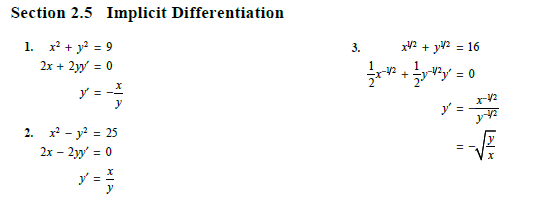 Section 2.5 Implicit Differentiation
1. x² + y² = 9
2x + 2yy′ = 0
y′ = -x/y
2. x² − y² = 25
2x − 2yy′ = 0
y′ = x/y
3. x^1/2 + y^1/2 = 16
1/2 x^-1/2 + 1/2 y^-1/2 y′ = 0
y′ = x^-1/2 / y^-1/2
= -√(y/x)